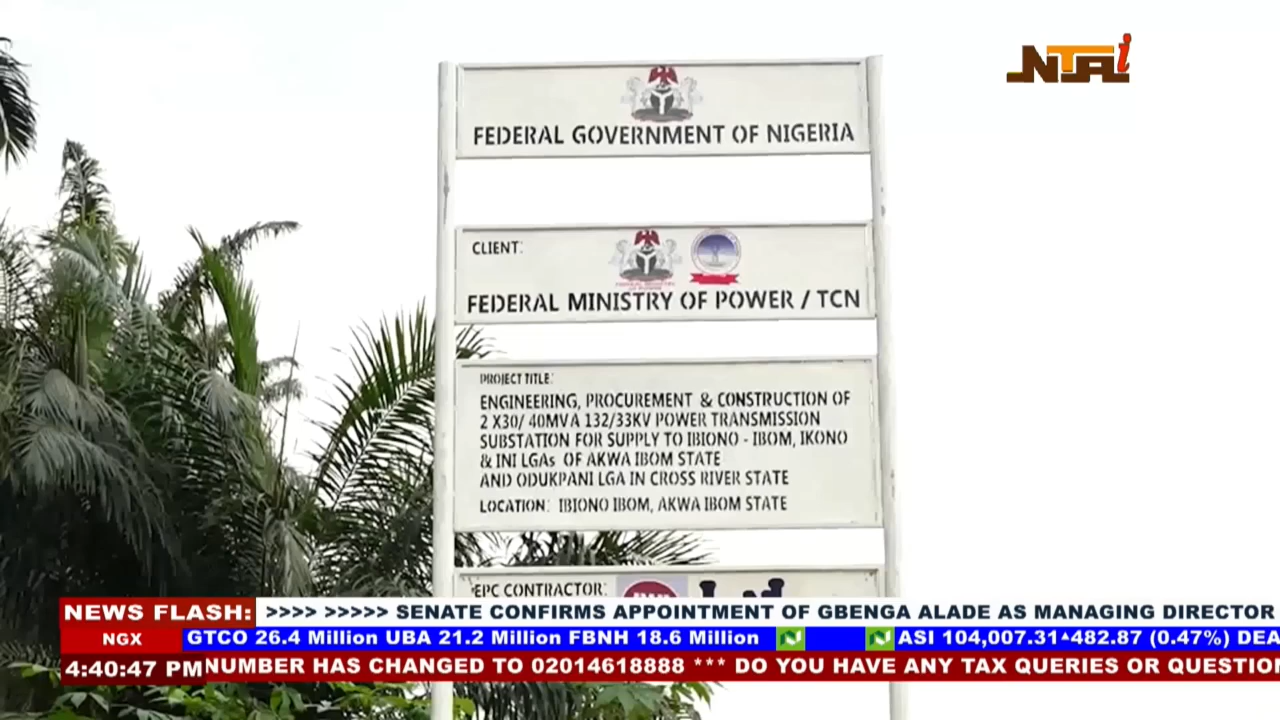 NTAi
FEDERAL GOVERNMENT OF NIGERIA
CLIENT:
FEDERAL MINISTRY OF POWER / TCN
PROJECT TITLE:
ENGINEERING, PROCUREMENT & CONSTRUCTION OF
2 X30/ 40MVA 132/33KV POWER TRANSMISSION
SUBSTATION FOR SUPPLY TO IBIONO - IBOM, IKONO
& INI LGAs OF AKWA IBOM STATE
AND ODUKPANI LGA IN CROSS RIVER STATE
LOCATION: IBIONO IBOM, AKWA IBOM STATE
EPC CONTRACTOR:
NEWS FLASH: >>>> >>>>> SENATE CONFIRMS APPOINTMENT OF GBENGA ALADE AS MANAGING DIRECTOR
NGX GTCO 26.4 Million UBA 21.2 Million FBNH 18.6 Million ASI 104,007.31▲482.87 (0.47%) DEA
4:40:47 PM NUMBER HAS CHANGED TO 02014618888 *** DO YOU HAVE ANY TAX QUERIES OR QUESTION